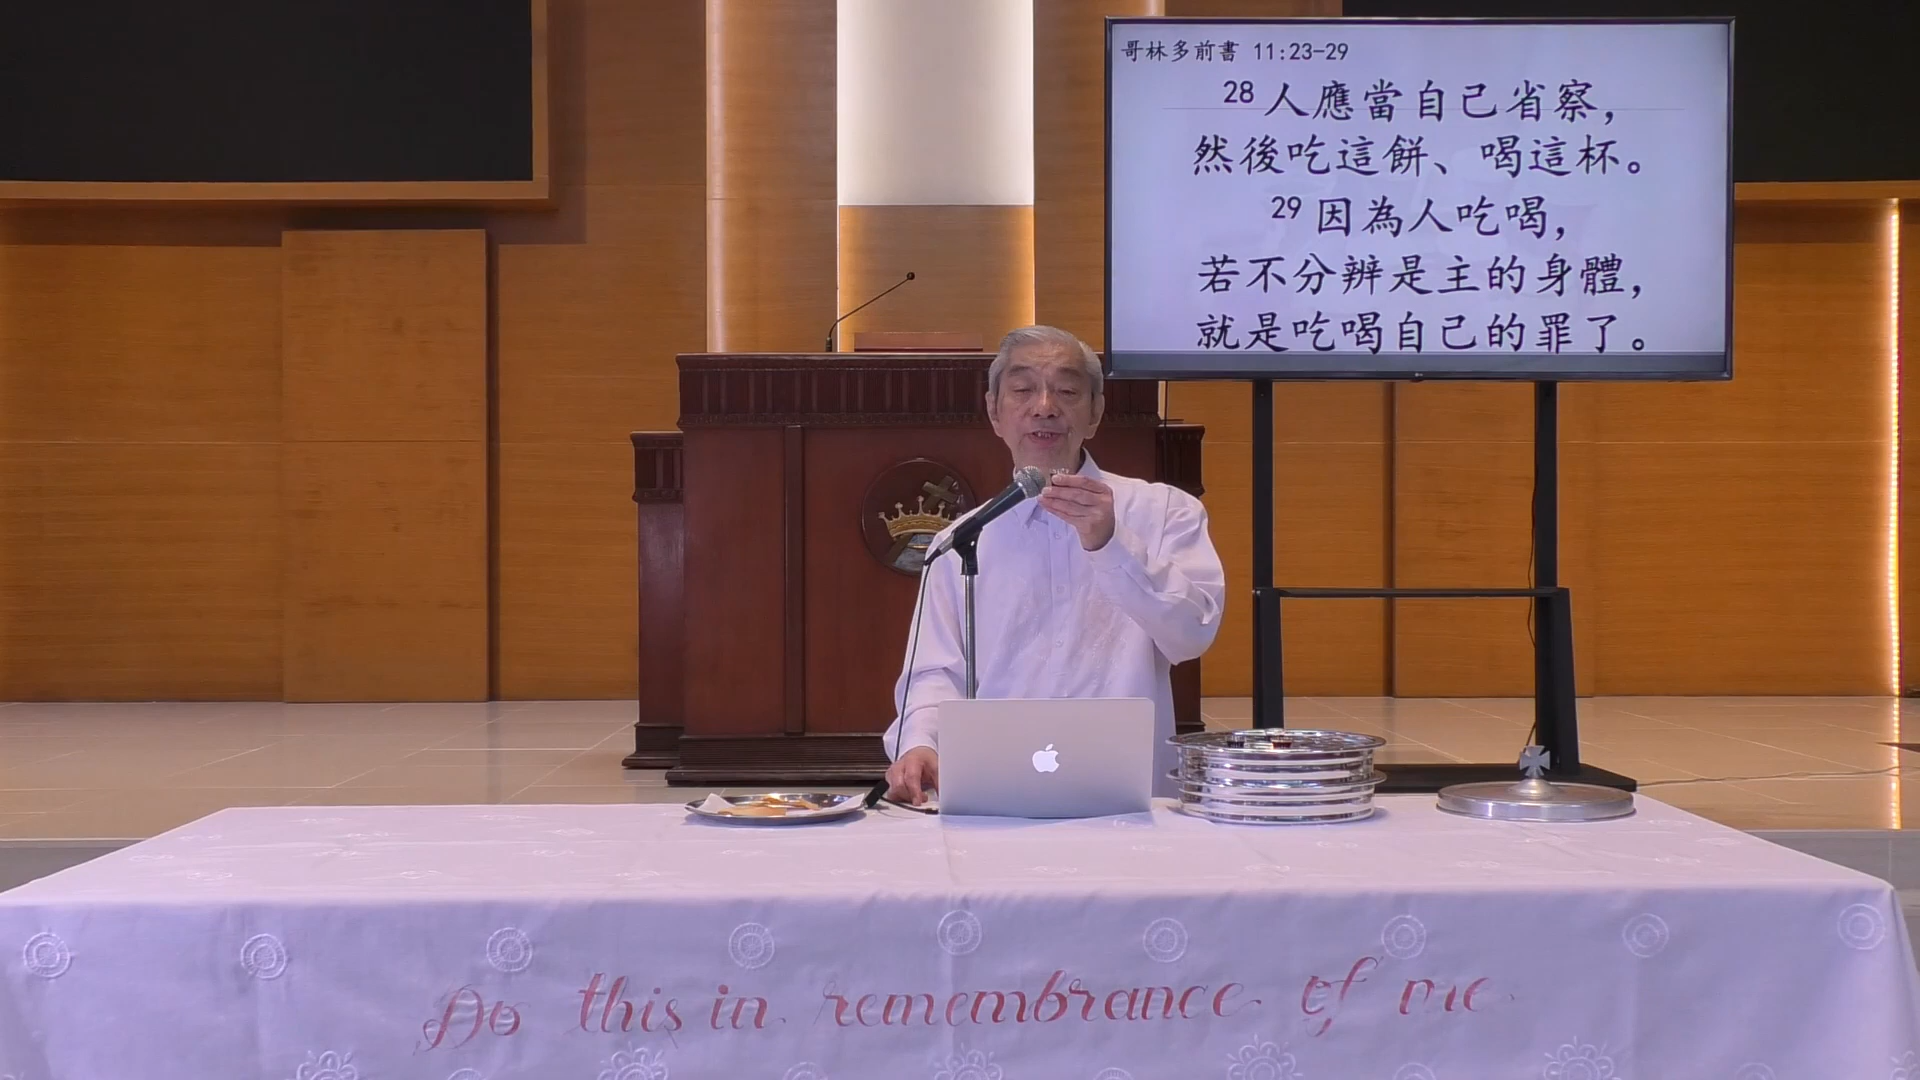 哥林多前書 11:23-29
28 人應當自己省察，
然後吃這餅、喝這杯。
29 因為人吃喝，
若不分辨是主的身體，
就是吃喝自己的罪了。
Do this in remembrance of me